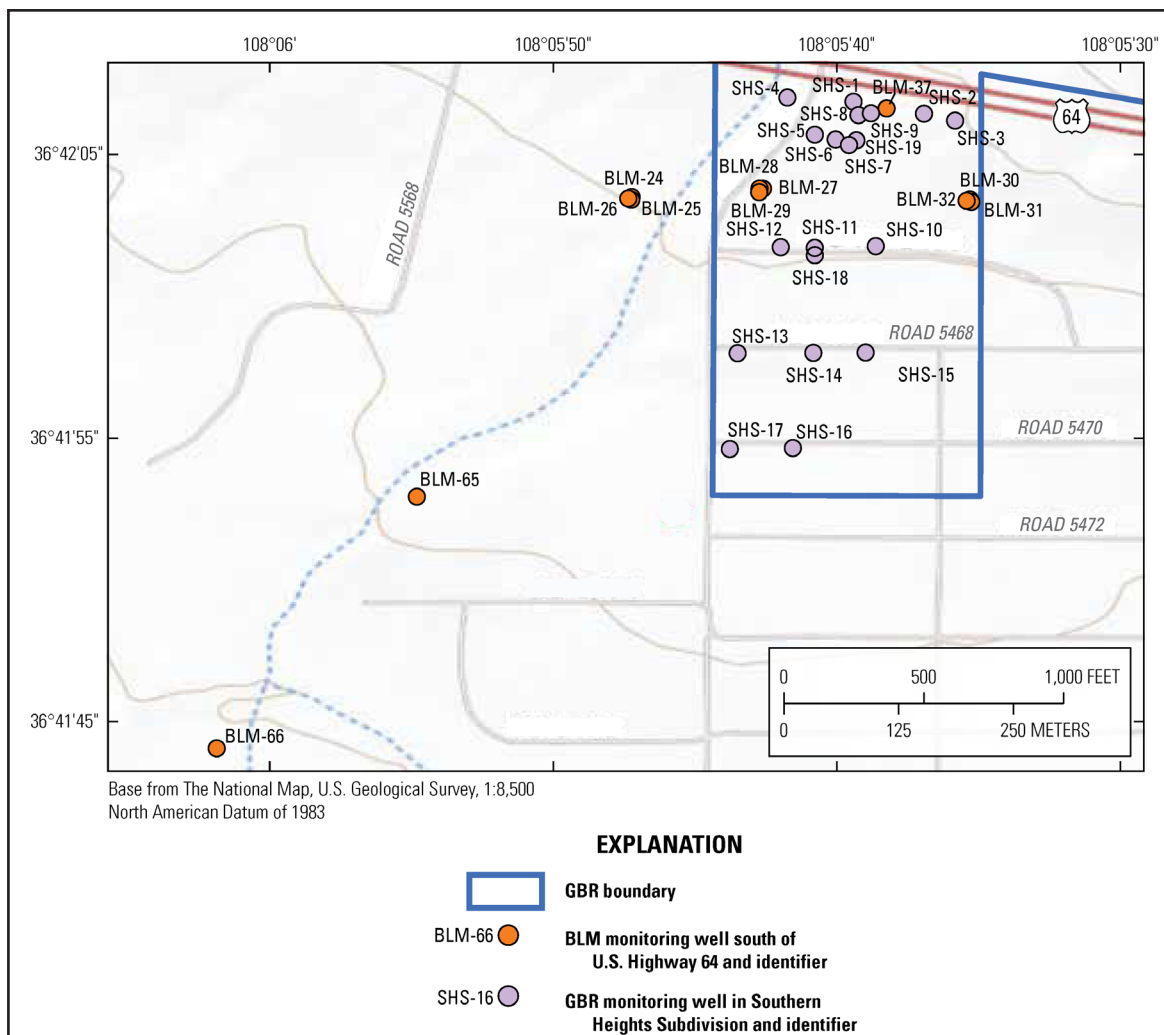 108°06'
108°05'50"
108°05'40"
108°05'30"
SHS-4
SHS-1
BLM-37
SHS-2
64
SHS-8
SHS-5
SHS-9
SHS-3
36°42'05"
SHS-6
SHS-19
SHS-7
BLM-28
BLM-27
BLM-24
BLM-30
BLM-26
BLM-25
BLM-32
BLM-31
BLM-29
SHS-12
SHS-11
SHS-10
ROAD 5568
SHS-18
SHS-13
ROAD 5468
SHS-14
SHS-15
36°41'55"
SHS-17
SHS-16
ROAD 5470
BLM-65
ROAD 5472
0 500 1,000 FEET
0 125 250 METERS
36°41'45"
BLM-66
Base from The National Map, U.S. Geological Survey, 1:8,500
North American Datum of 1983
EXPLANATION
GBR boundary
BLM-66 BLM monitoring well south of
U.S. Highway 64 and identifier
SHS-16 GBR monitoring well in Southern
Heights Subdivision and identifier